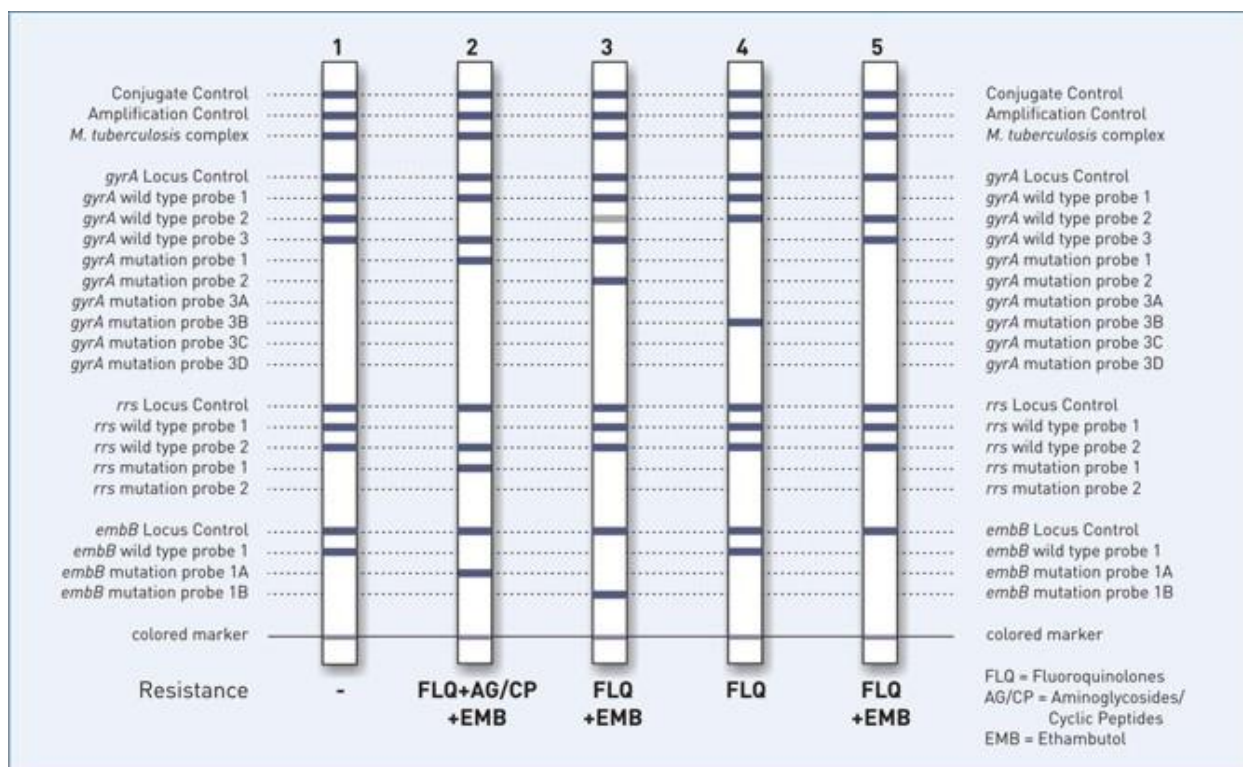 1 2 3 4 5
Conjugate Control
Amplification Control
M. tuberculosis complex
gyrA Locus Control
gyrA wild type probe 1
gyrA wild type probe 2
gyrA wild type probe 3
gyrA mutation probe 1
gyrA mutation probe 2
gyrA mutation probe 3A
gyrA mutation probe 3B
gyrA mutation probe 3C
gyrA mutation probe 3D
rrs Locus Control
rrs wild type probe 1
rrs wild type probe 2
rrs mutation probe 1
rrs mutation probe 2
embB Locus Control
embB wild type probe 1
embB mutation probe 1A
embB mutation probe 1B
colored marker
Conjugate Control
Amplification Control
M. tuberculosis complex
gyrA Locus Control
gyrA wild type probe 1
gyrA wild type probe 2
gyrA wild type probe 3
gyrA mutation probe 1
gyrA mutation probe 2
gyrA mutation probe 3A
gyrA mutation probe 3B
gyrA mutation probe 3C
gyrA mutation probe 3D
rrs Locus Control
rrs wild type probe 1
rrs wild type probe 2
rrs mutation probe 1
rrs mutation probe 2
embB Locus Control
embB wild type probe 1
embB mutation probe 1A
embB mutation probe 1B
colored marker
Resistance - FLQ+AG/CP FLQ FLQ FLQ
+EMB +EMB +EMB
FLQ = Fluoroquinolones
AG/CP = Aminoglycosides/
Cyclic Peptides
EMB = Ethambutol